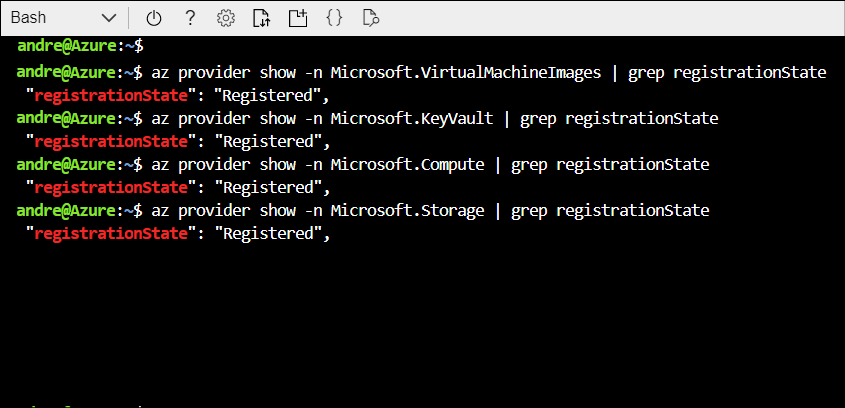 Bash
andre@Azure:~$
andre@Azure:~$ az provider show -n Microsoft.VirtualMachineImages | grep registrationState
"registrationState": "Registered",
andre@Azure:~$ az provider show -n Microsoft.KeyVault | grep registrationState
"registrationState": "Registered",
andre@Azure:~$ az provider show -n Microsoft.Compute | grep registrationState
"registrationState": "Registered",
andre@Azure:~$ az provider show -n Microsoft.Storage | grep registrationState
"registrationState": "Registered",